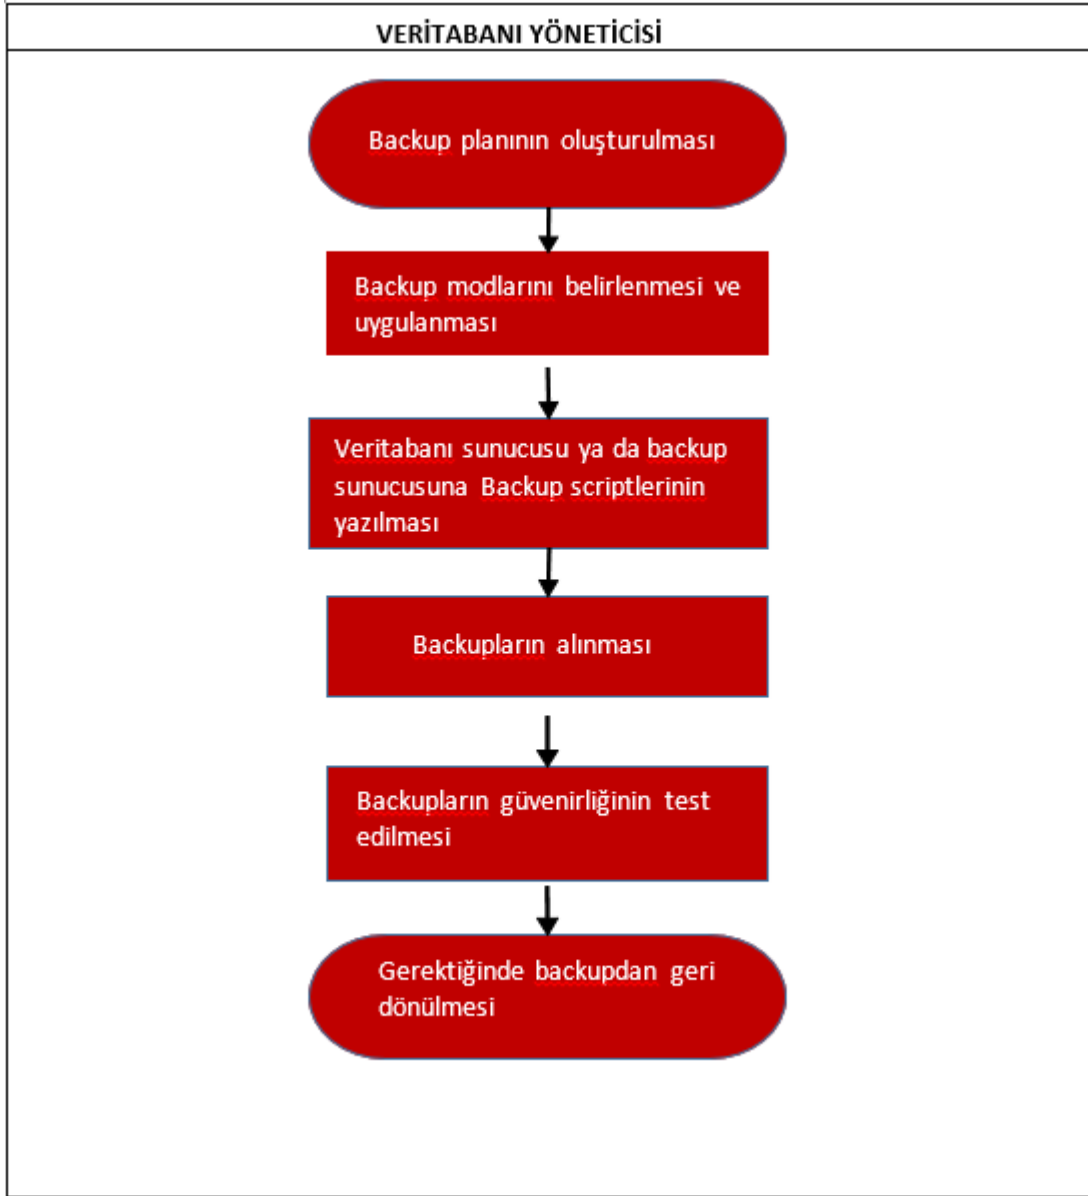 VERİTABANI YÖNETİCİSİ
Backup planının oluşturulması
Backup modlarını belirlenmesi ve
uygulanması
Veritabanı sunucusu ya da backup
sunucusuna Backup scriptlerinin
yazılması
Backupların alınması
Backupların güvenirliğinin test
edilmesi
Gerektiğinde backupdan geri
dönülmesi